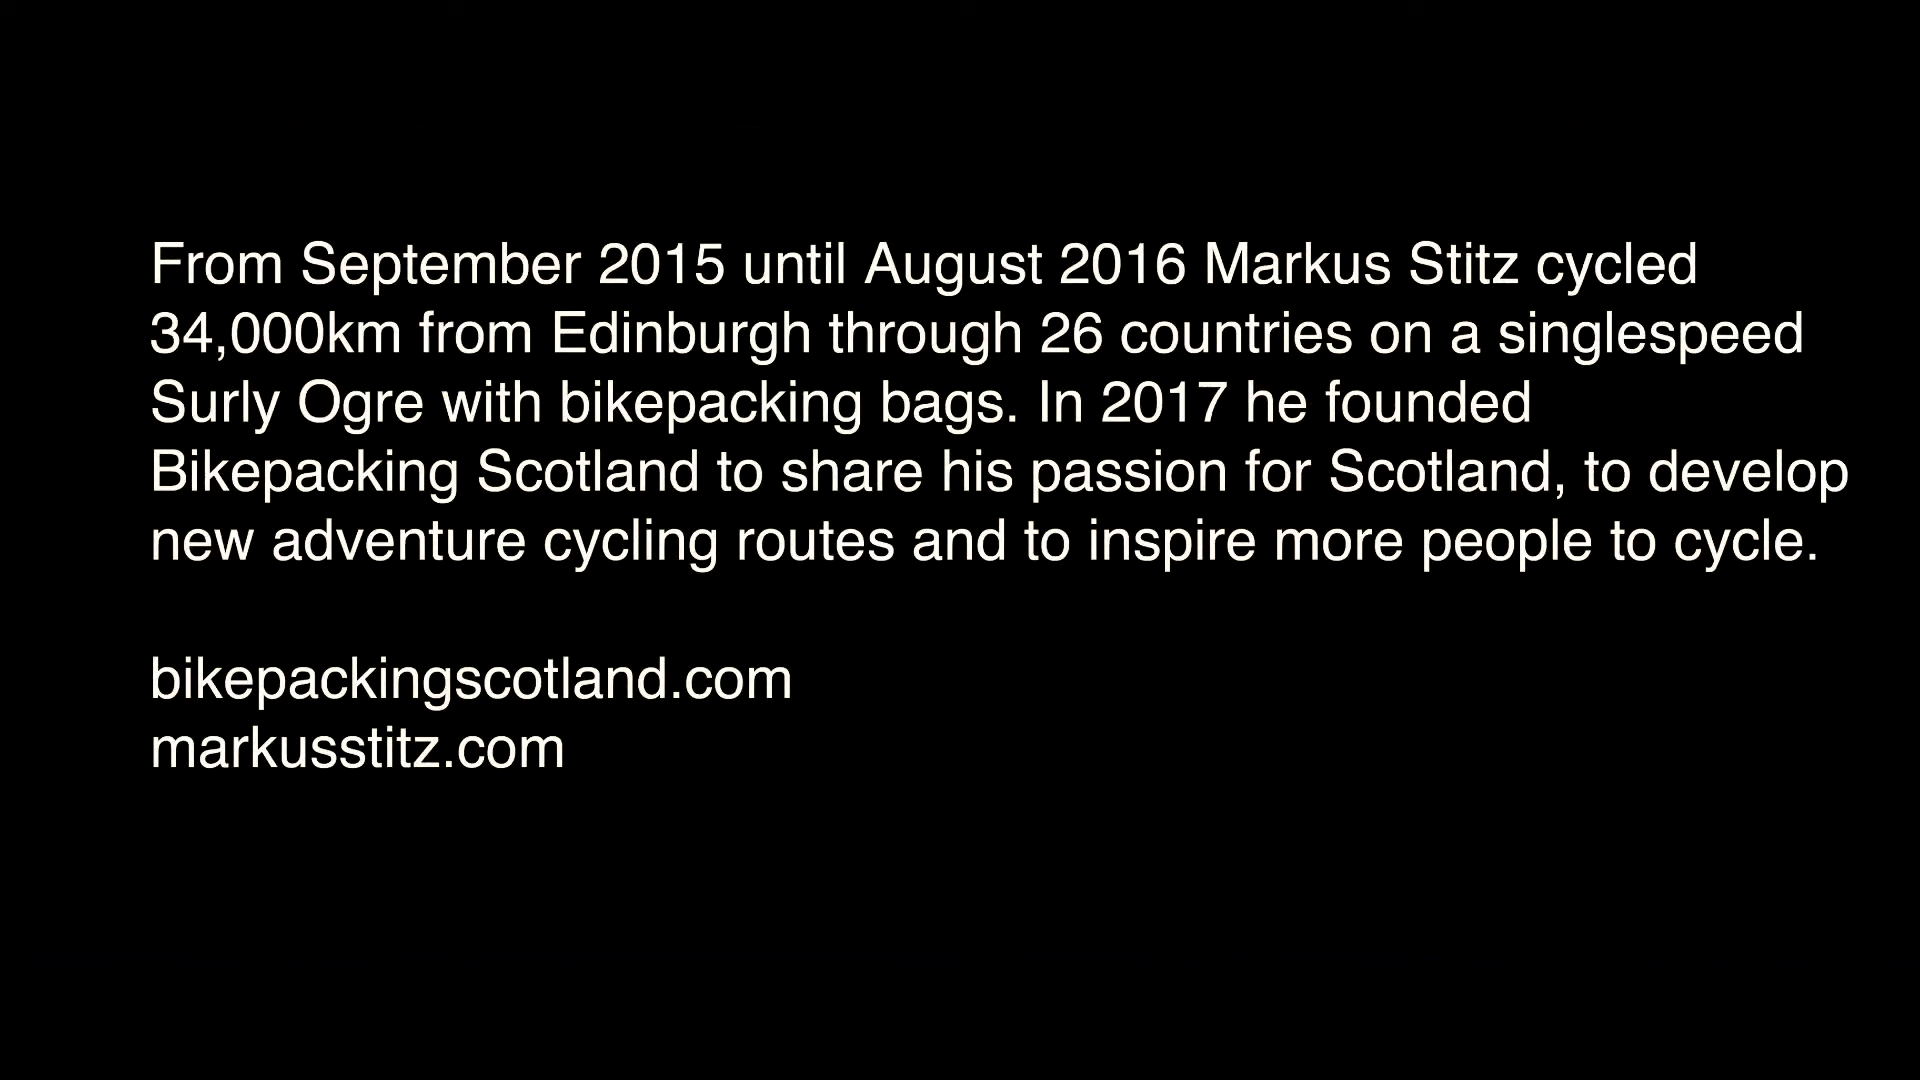 From September 2015 until August 2016 Markus Stitz cycled
34,000km from Edinburgh through 26 countries on a singlespeed
Surly Ogre with bikepacking bags. In 2017 he founded
Bikepacking Scotland to share his passion for Scotland, to develop
new adventure cycling routes and to inspire more people to cycle.
bikepackingscotland.com
markusstitz.com